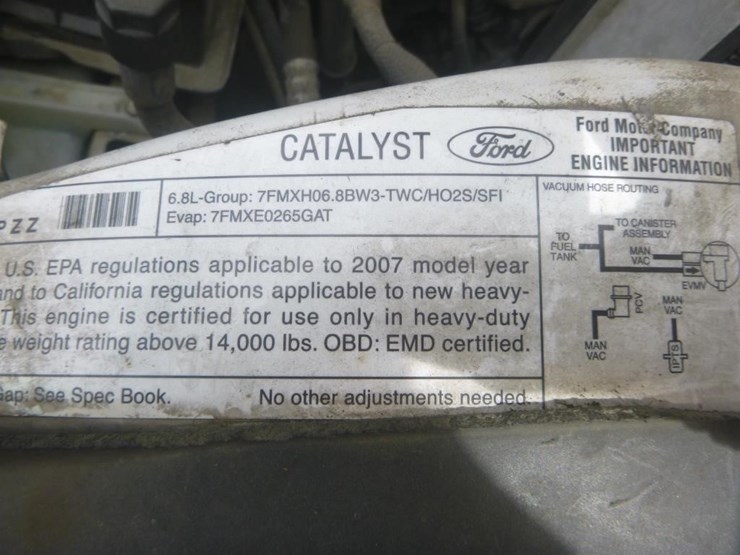 CATALYST
Ford
Ford Motor Company
IMPORTANT
ENGINE INFORMATION
PZZ
6.8L-Group: 7FMXH06.8BW3-TWC/HO2S/SFI
Evap: 7FMXE0265GAT
U.S. EPA regulations applicable to 2007 model year
and to California regulations applicable to new heavy-
This engine is certified for use only in heavy-duty
weight rating above 14,000 lbs. OBD: EMD certified.
Gap: See Spec Book. No other adjustments needed.
VACUUM HOSE ROUTING
TO CANISTER
ASSEMBLY
TO
FUEL
TANK
MAN
VAC
EVMV
PCV
MAN
VAC
MAN
VAC
IPTS